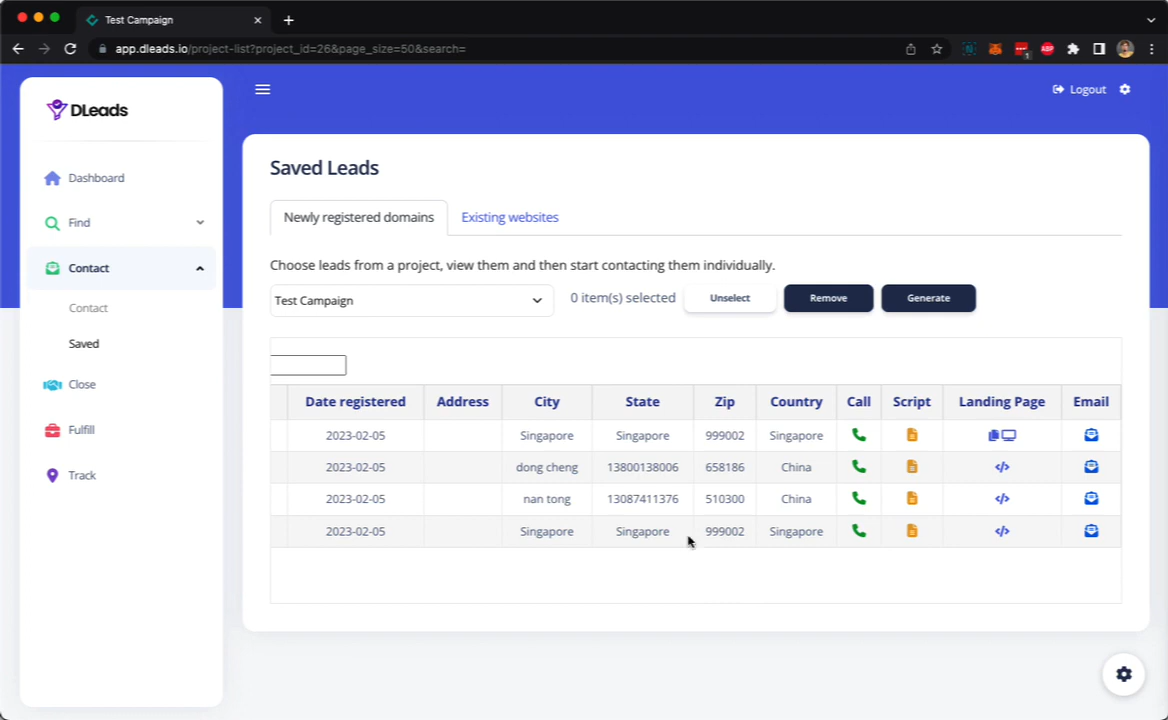 Test Campaign
app.dleads.io/project-list?project_id=26&page_size=50&search=
1
ABP
DLeads
Logout
Dashboard
Find
Contact
Contact
Saved
Close
Fulfill
Track
Saved Leads
Newly registered domains Existing websites
Choose leads from a project, view them and then start contacting them individually.
Test Campaign 0 item(s) selected Unselect Remove Generate
Date registered Address City State Zip Country Call Script Landing Page Email
2023-02-05 Singapore Singapore 999002 Singapore
2023-02-05 dong cheng 13800138006 658186 China
2023-02-05 nan tong 13087411376 510300 China
2023-02-05 Singapore Singapore 999002 Singapore